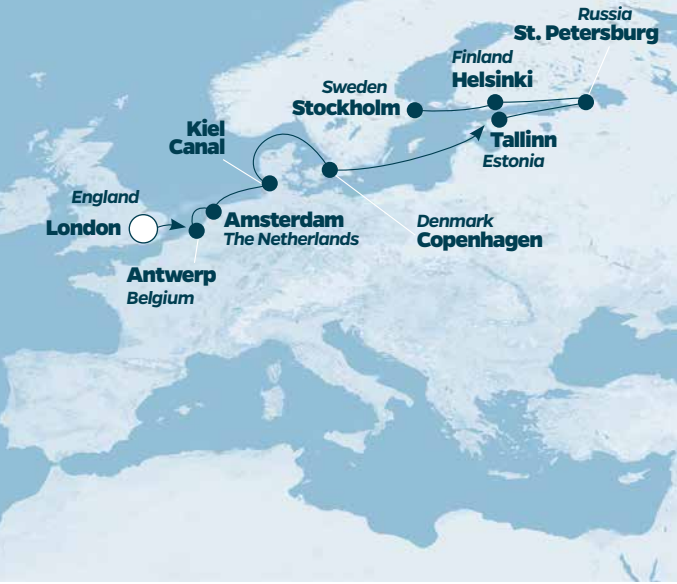 Russia
St. Petersburg
Finland
Helsinki
Sweden
Stockholm
Tallinn
Estonia
Kiel
Canal
England
London
Amsterdam
The Netherlands
Denmark
Copenhagen
Antwerp
Belgium